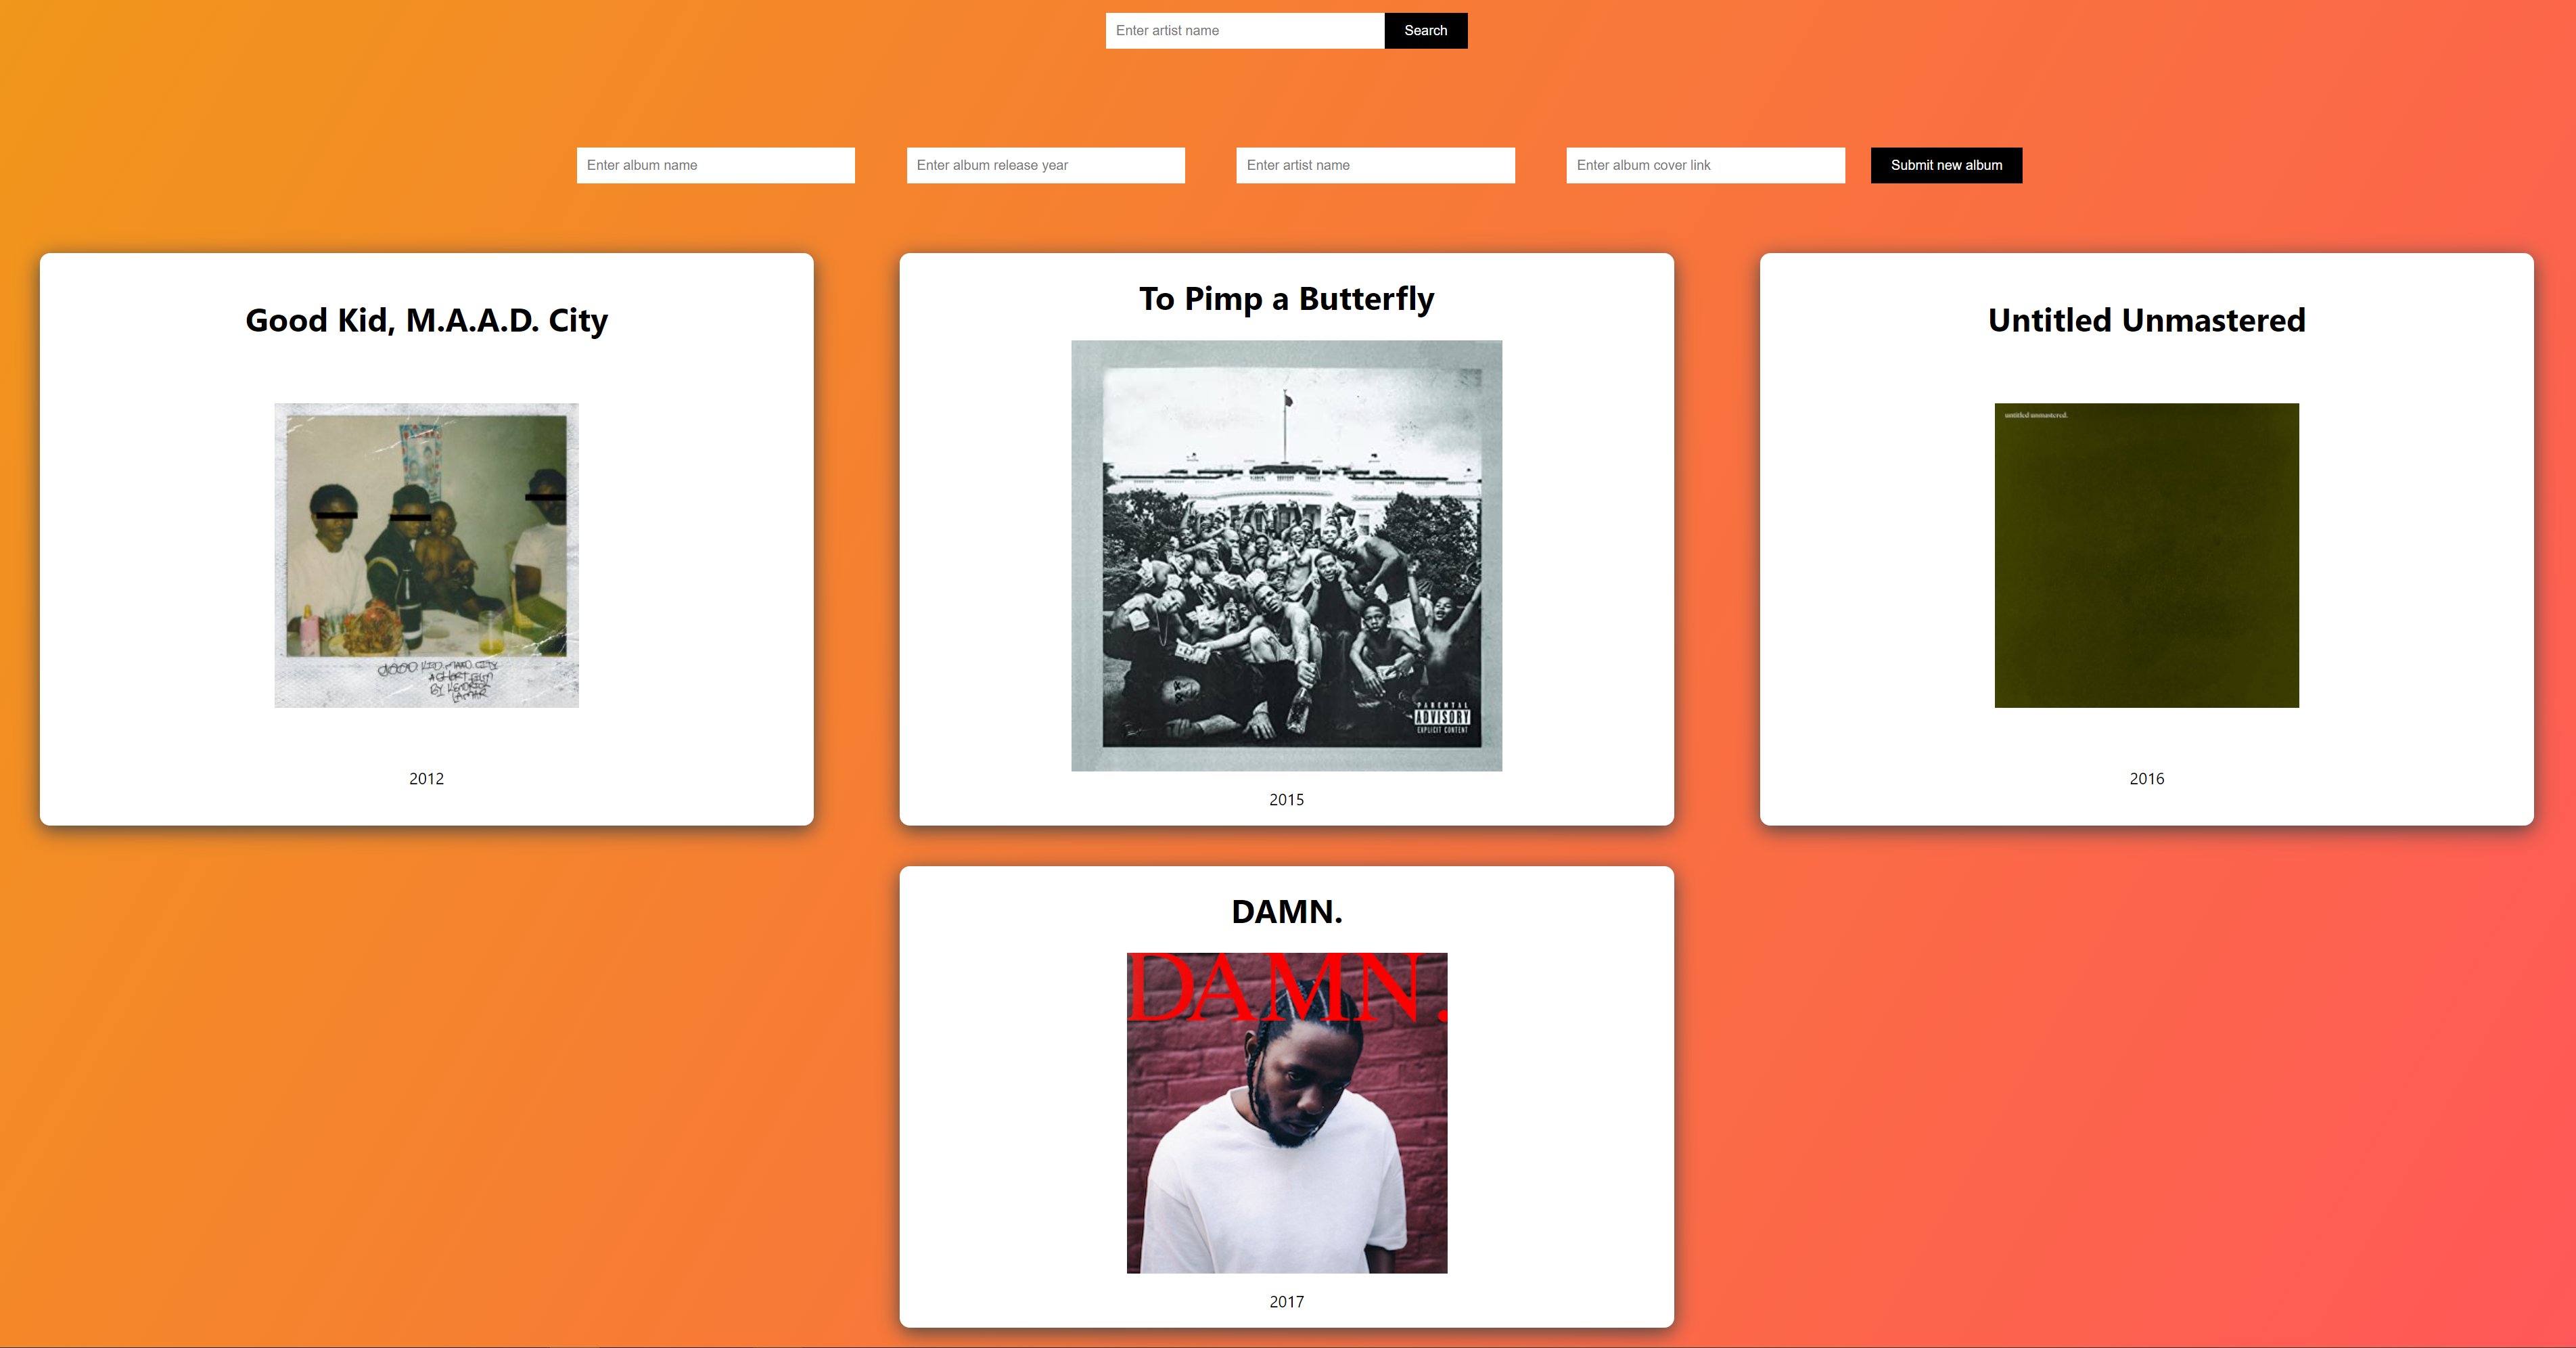 Enter artist name Search
Enter album name Enter album release year Enter artist name Enter album cover link Submit new album
Good Kid, M.A.A.D. City
GOOD KID, MAAD CITY
A SHORT FILM
BY KENDRICK
LAMAR
2012
To Pimp a Butterfly
PARENTAL
ADVISORY
EXPLICIT CONTENT
2015
Untitled Unmastered
untitled unmastered.
2016
DAMN.
DAMN.
2017